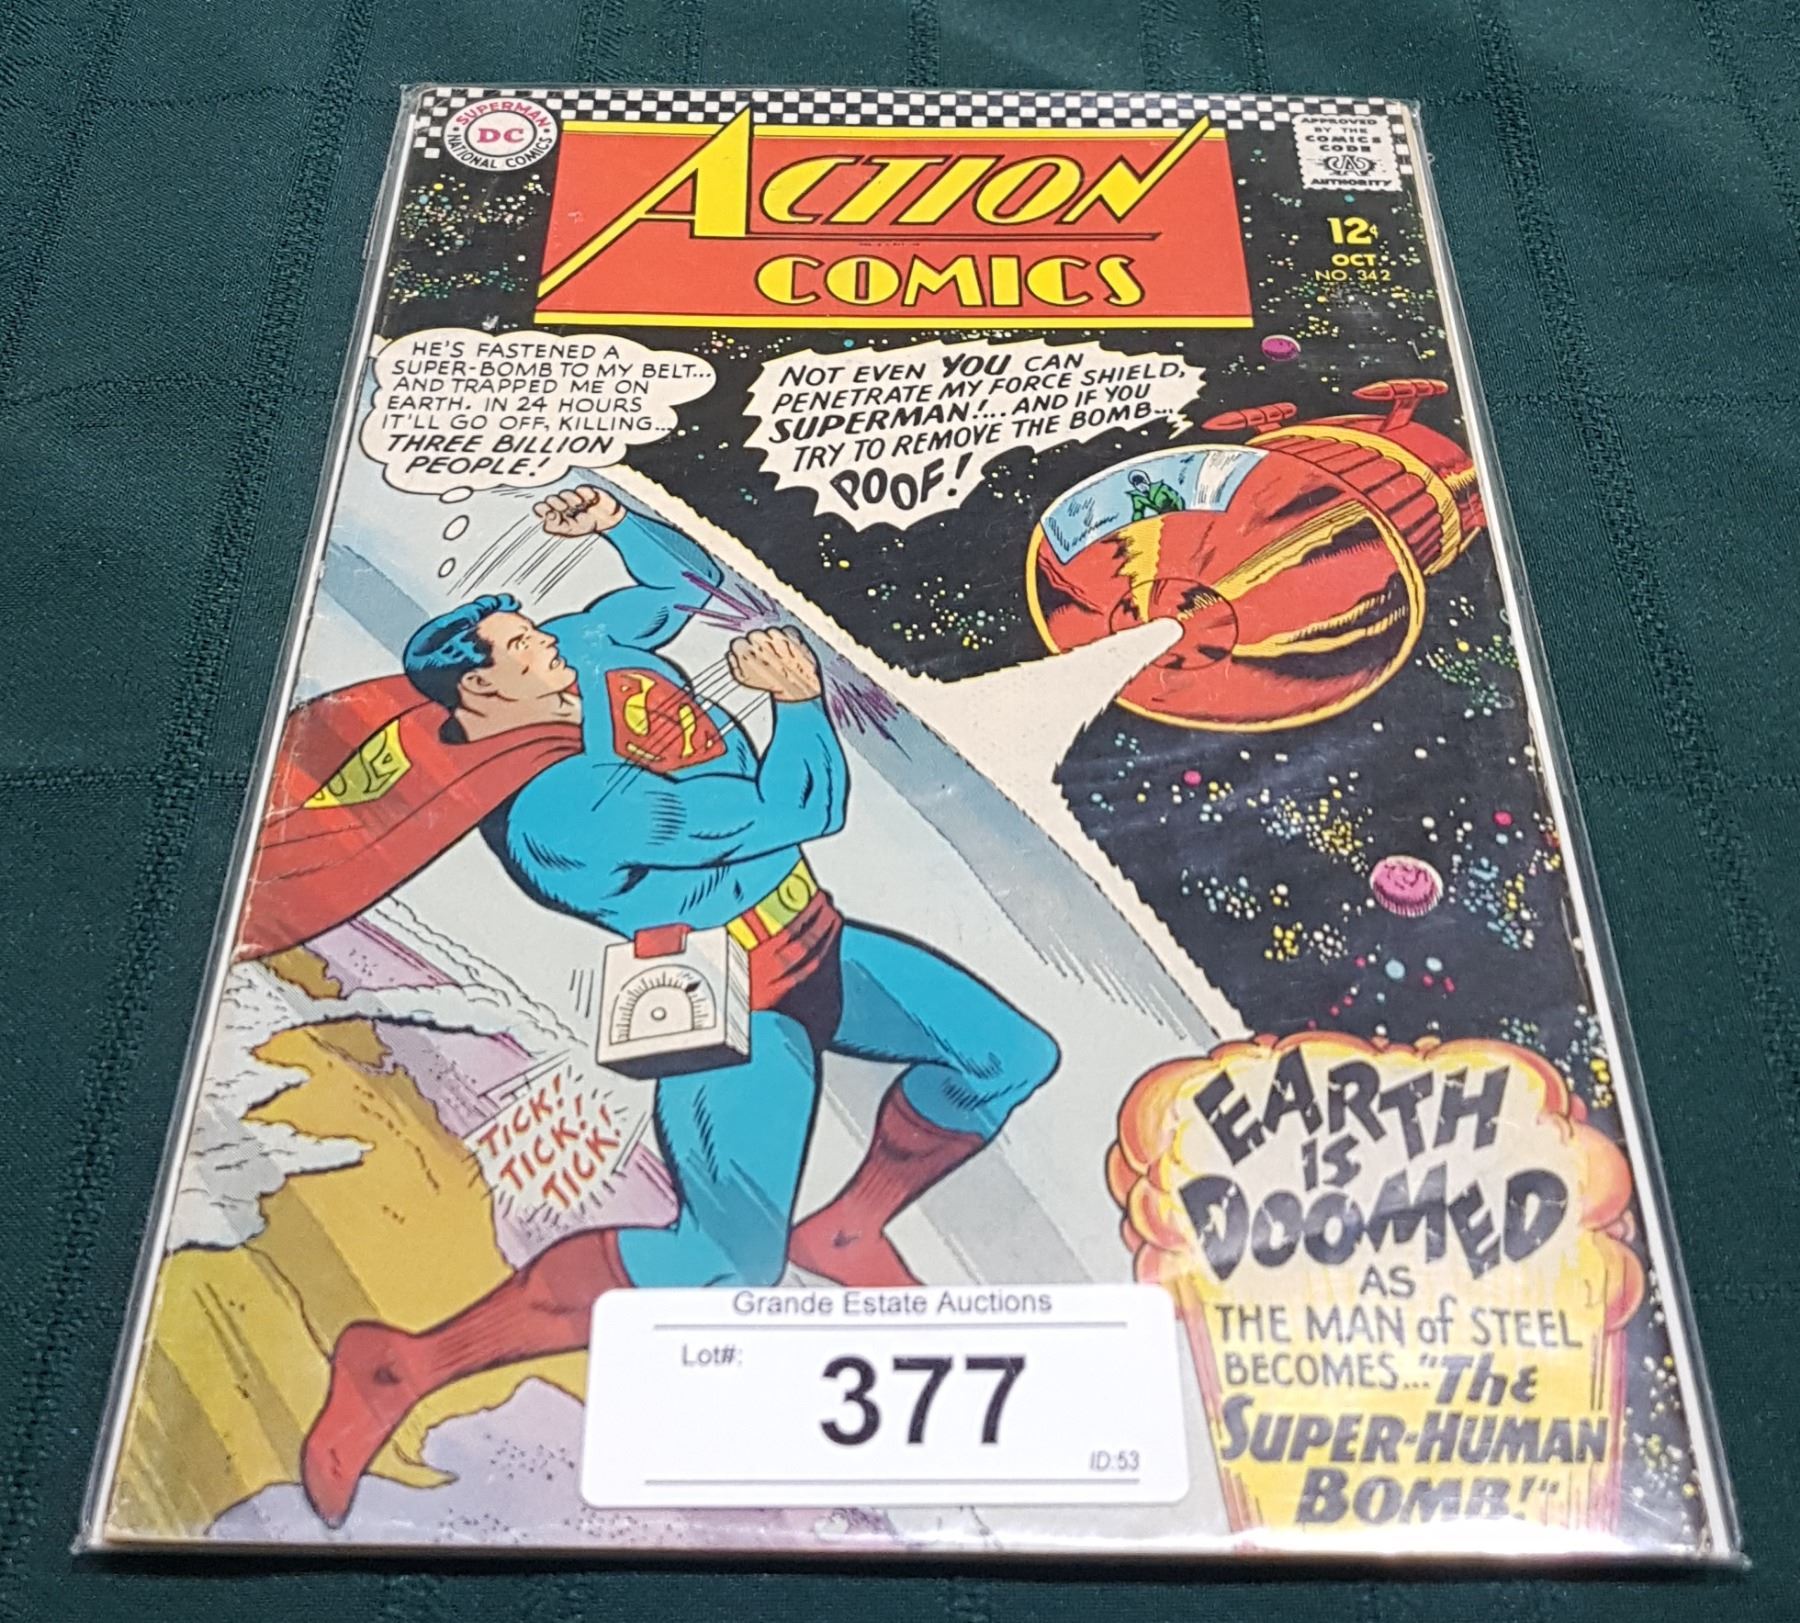 SUPERMAN
DC
NATIONAL COMICS
ACTION
COMICS
APPROVED
BY THE
COMICS
CODE
CA
AUTHORITY
12¢
OCT.
NO. 342
HE'S FASTENED A
SUPER-BOMB TO MY BELT...
AND TRAPPED ME ON
EARTH. IN 24 HOURS
IT'LL GO OFF, KILLING...
THREE BILLION
PEOPLE!
NOT EVEN YOU CAN
PENETRATE MY FORCE SHIELD,
SUPERMAN!... AND IF YOU
TRY TO REMOVE THE BOMB...
POOF!
TICK!
TICK!
TICK!
EARTH
IS
DOOMED
AS
THE MAN of STEEL
BECOMES... "The
SUPER-HUMAN
BOMB!"
Grande Estate Auctions
Lot#:
377
ID:53